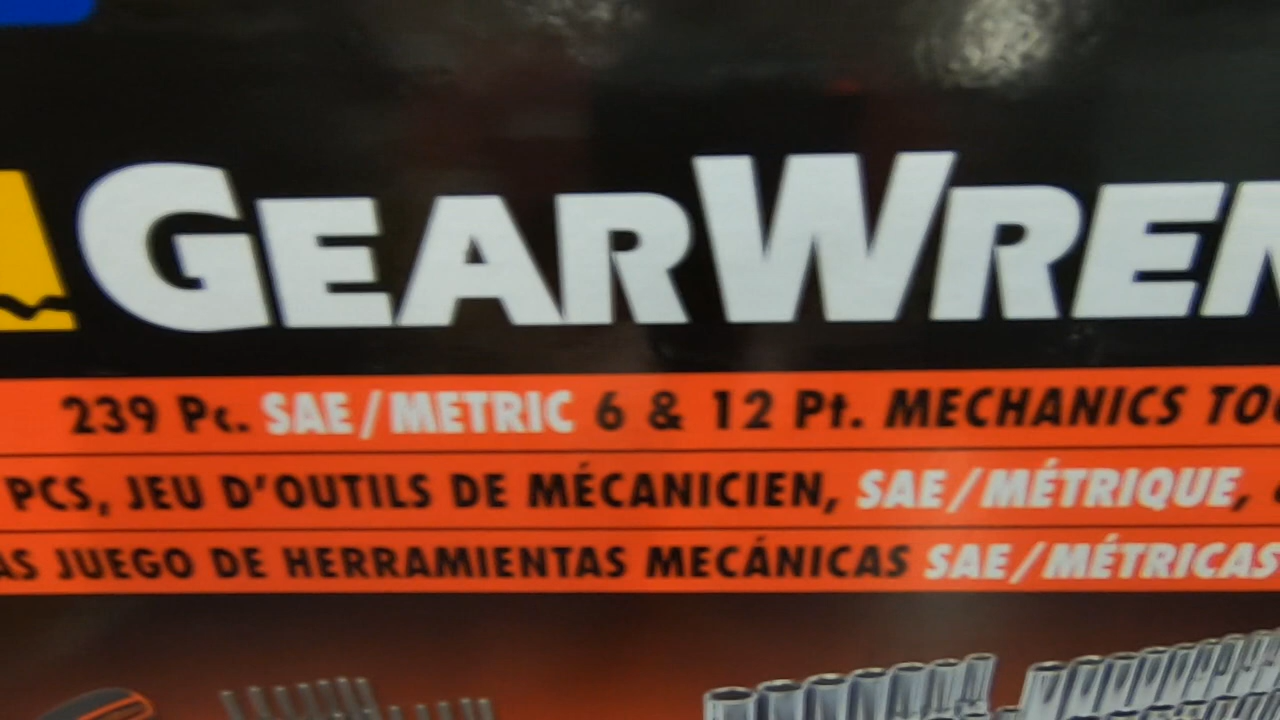 GEARWREN
239 Pc. SAE/METRIC 6 & 12 Pt. MECHANICS TO
PCS, JEU D'OUTILS DE MÉCANICIEN, SAE/MÉTRIQUE,
AS JUEGO DE HERRAMIENTAS MECÁNICAS SAE/MÉTRICAS